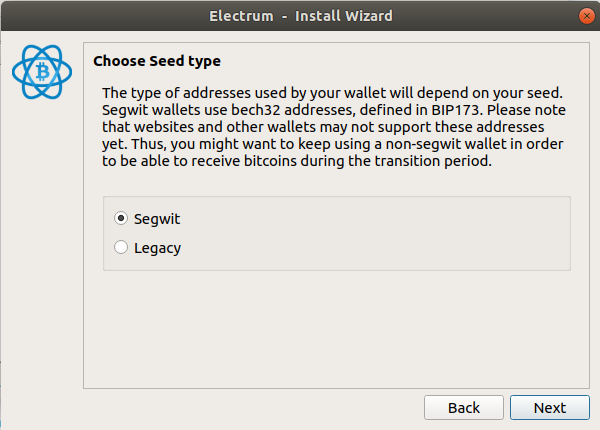 Electrum - Install Wizard
Choose Seed type
The type of addresses used by your wallet will depend on your seed.
Segwit wallets use bech32 addresses, defined in BIP173. Please note
that websites and other wallets may not support these addresses
yet. Thus, you might want to keep using a non-segwit wallet in order
to be able to receive bitcoins during the transition period.
Segwit
Legacy
Back
Next